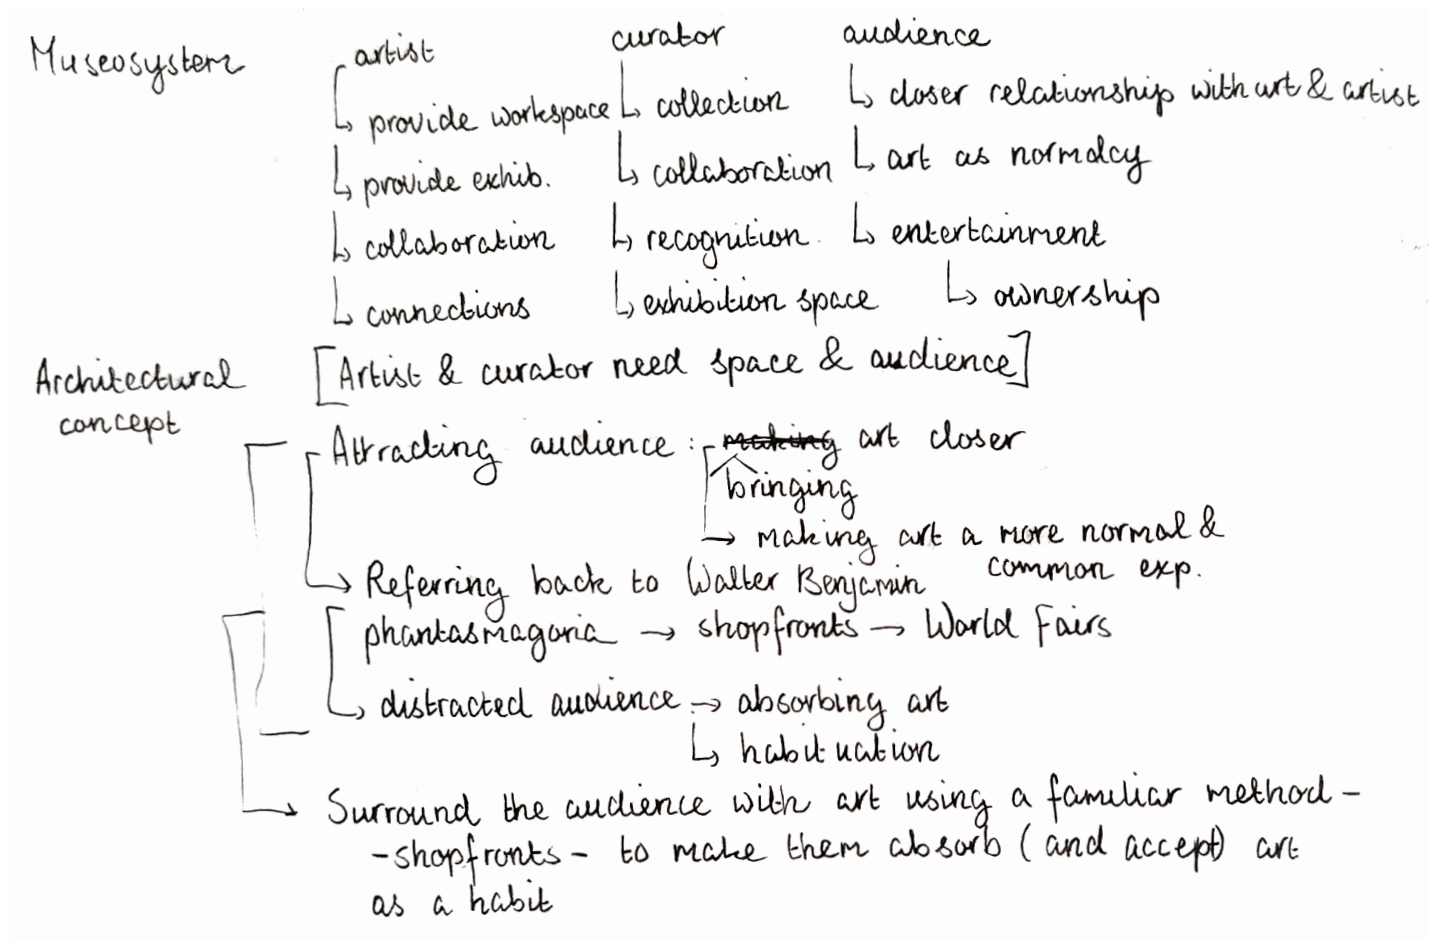 Museosystem artist curator audience
↳ provide workspace ↳ collection ↳ closer relationship with art & artist
↳ provide exhib. ↳ collaboration ↳ art as normalcy
↳ collaboration ↳ recognition ↳ entertainment
↳ connections ↳ exhibition space ↳ ownership
Architectural [Artist & curator need space & audience]
concept
Attracting audience : making art closer
bringing
→ making art a more normal &
common exp.
→ Referring back to Walter Benjamin
phantasmagoria → shopfronts → World Fairs
↳ distracted audience → absorbing art
↳ habituation
→ Surround the audience with art using a familiar method –
– shopfronts – to make them absorb (and accept) art
as a habit